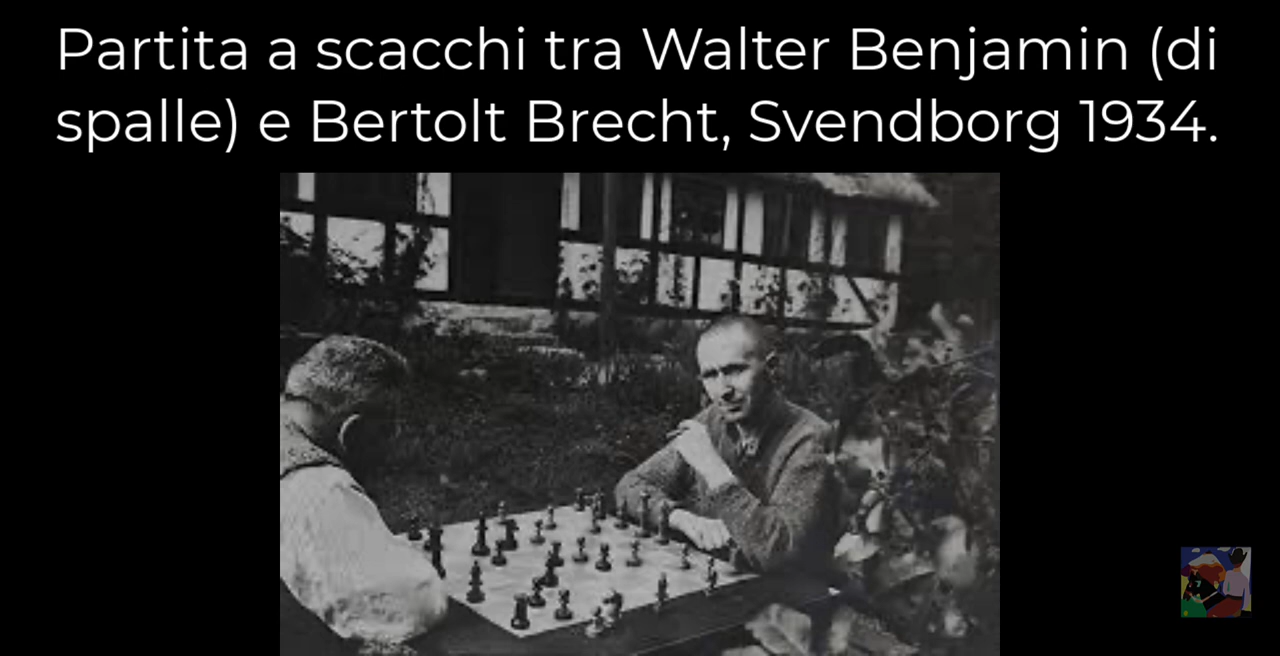 Partita a scacchi tra Walter Benjamin (di
spalle) e Bertolt Brecht, Svendborg 1934.